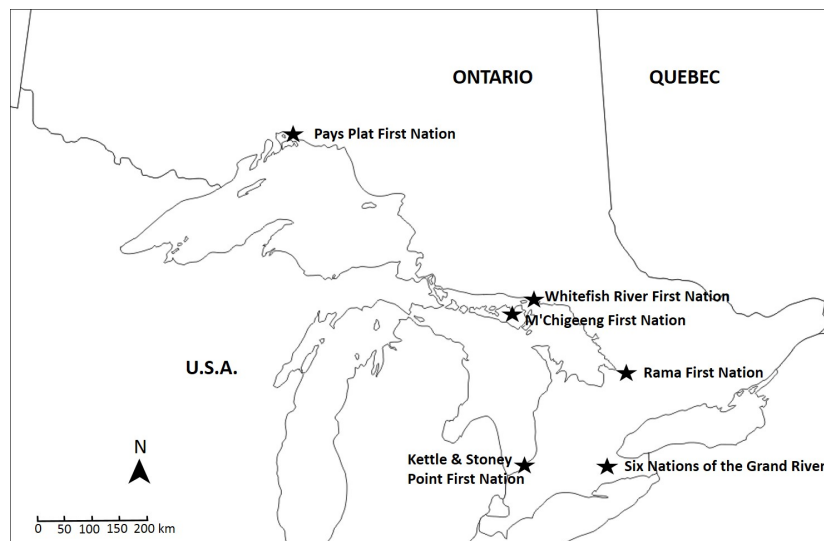 ONTARIO
QUEBEC
Pays Plat First Nation
Whitefish River First Nation
M'Chigeeng First Nation
U.S.A.
Rama First Nation
N
Kettle & Stoney
Point First Nation
Six Nations of the Grand River
0 50 100 150 200 km